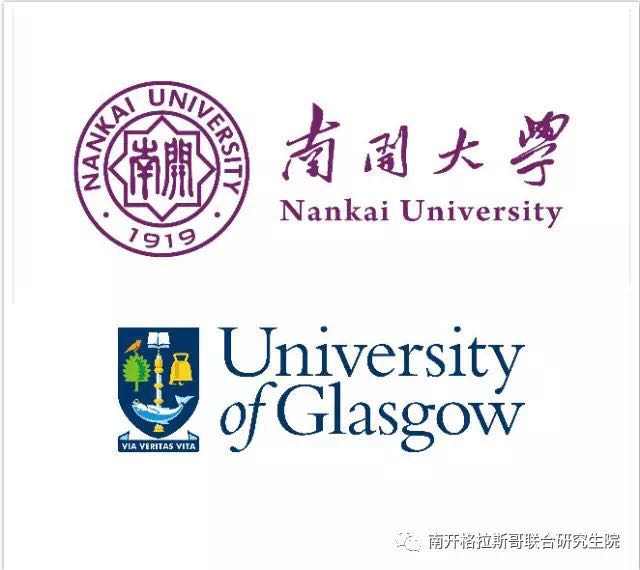 NANKAI UNIVERSITY
南開
· 1919 ·
南開大學
Nankai University
University
of Glasgow
VIA VERITAS VITA
南开格拉斯哥联合研究生院